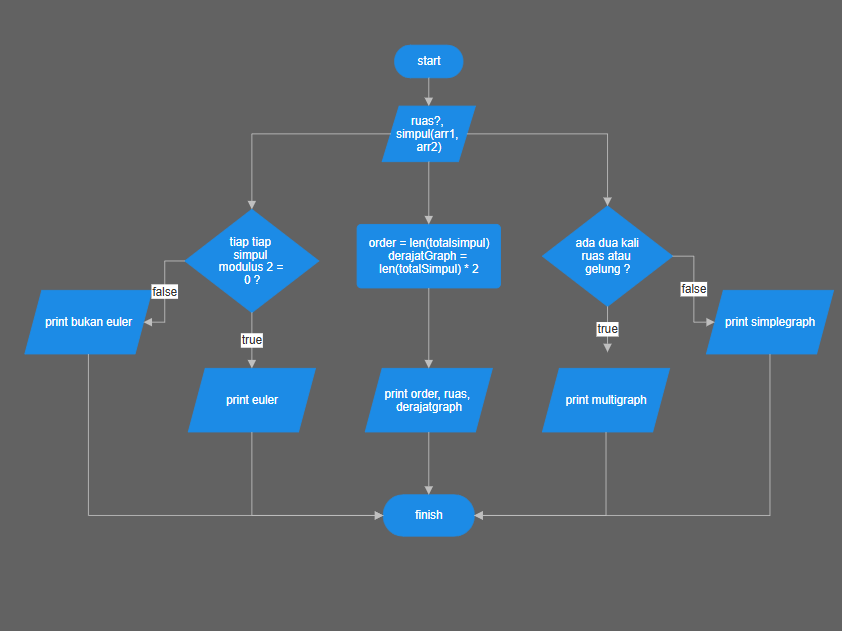 start
ruas?,
simpul(arr1,
arr2)
tiap tiap
simpul
modulus 2 =
0 ?
order = len(totalsimpul)
derajatGraph =
len(totalSimpul) * 2
ada dua kali
ruas atau
gelung ?
false
false
print bukan euler
print simplegraph
true
true
print euler
print order, ruas,
derajatgraph
print multigraph
finish